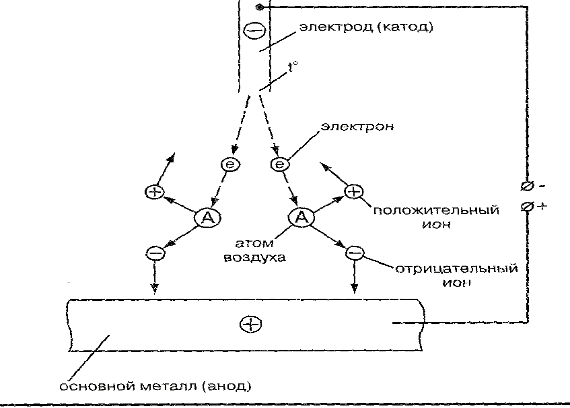 ⊖
электрод (катод)
t°
электрон
e e
+ +
A A
положительный
ион
атом
воздуха
− −
отрицательный
ион
-
+
+
основной металл (анод)